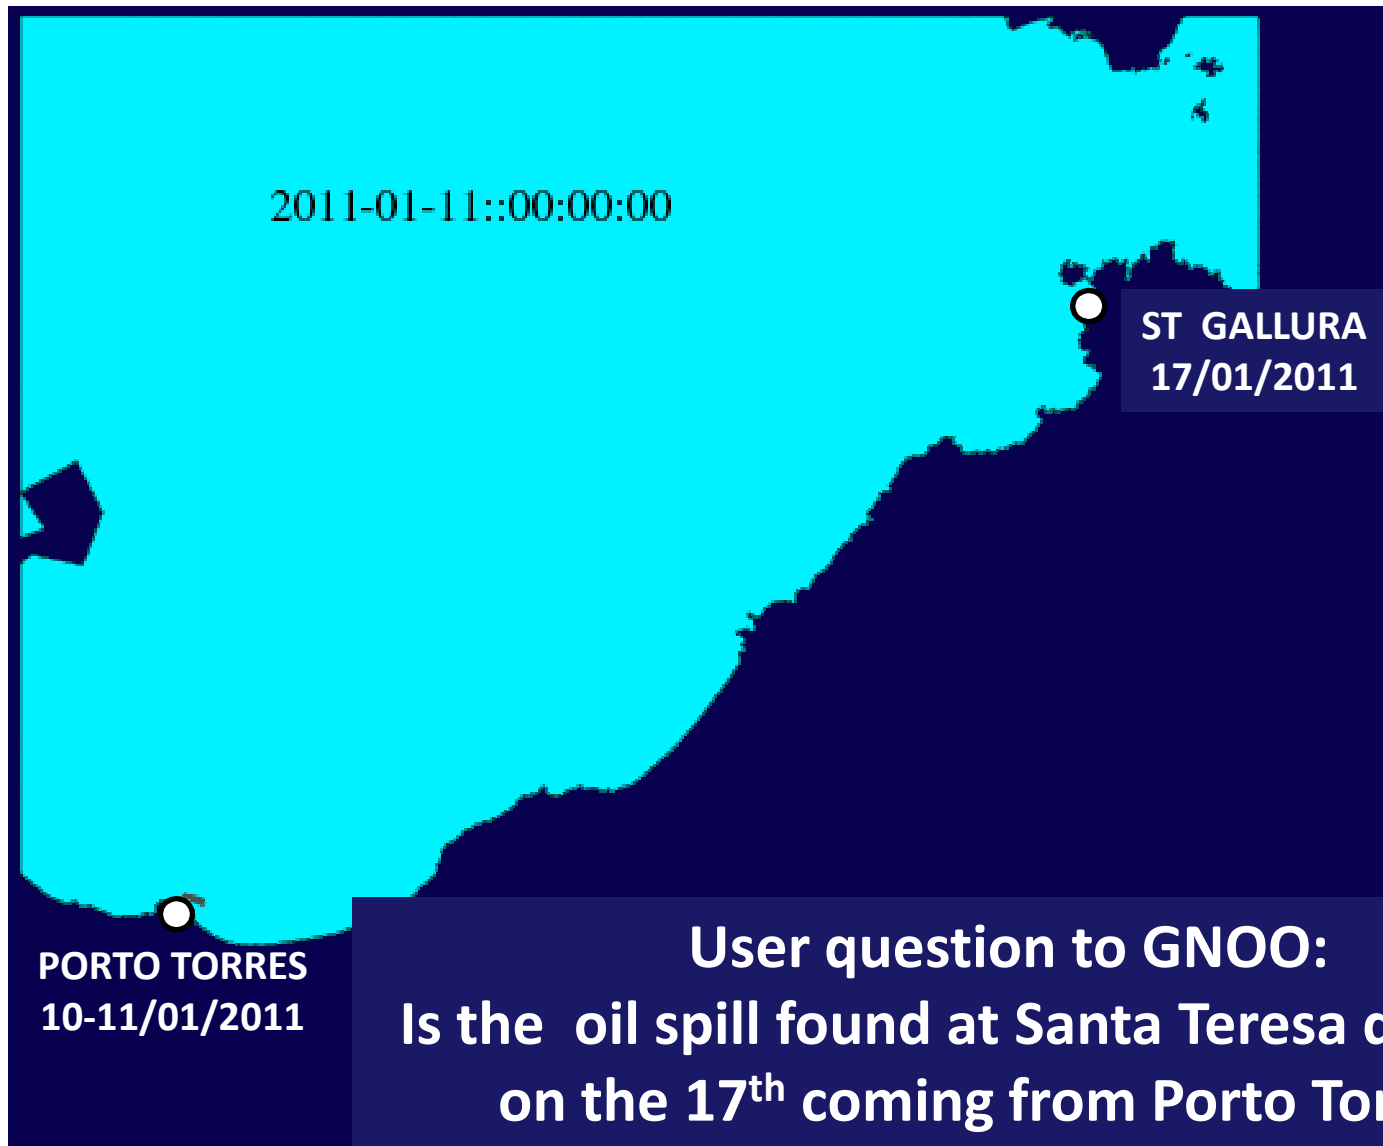 2011-01-11::00:00:00
ST GALLURA
17/01/2011
PORTO TORRES
10-11/01/2011
User question to GNOO:
Is the oil spill found at Santa Teresa
on the 17th coming from Porto